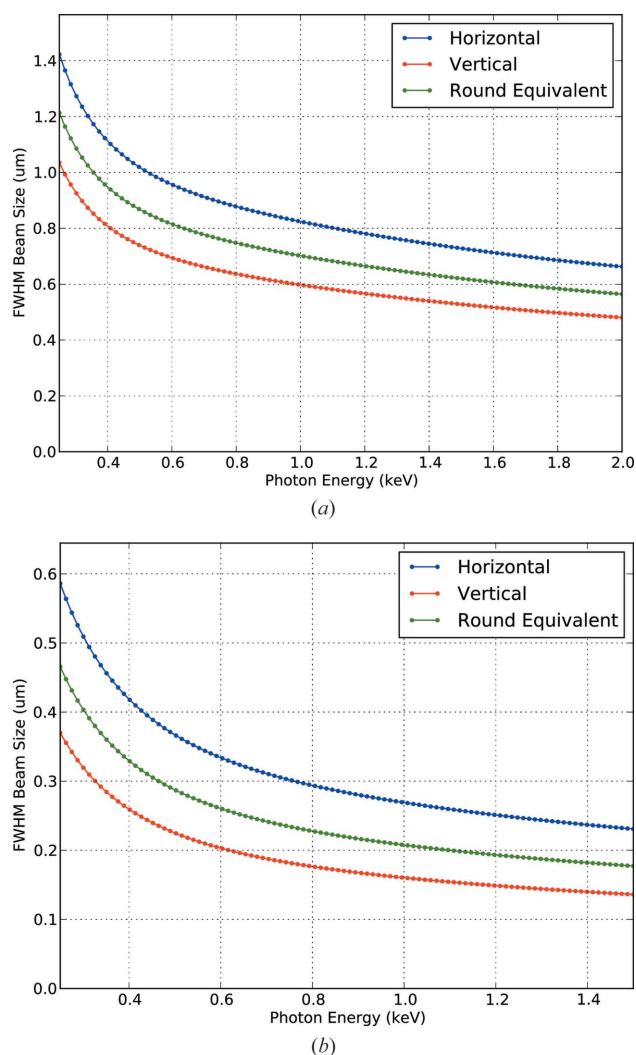 1.4
1.2
1.0
0.8
0.6
0.4
0.2
0.0
FWHM Beam Size (um)
Horizontal
Vertical
Round Equivalent
0.4 0.6 0.8 1.0 1.2 1.4 1.6 1.8 2.0
Photon Energy (keV)
(a)
0.6
0.5
0.4
0.3
0.2
0.1
0.0
FWHM Beam Size (um)
Horizontal
Vertical
Round Equivalent
0.4 0.6 0.8 1.0 1.2 1.4
Photon Energy (keV)
(b)